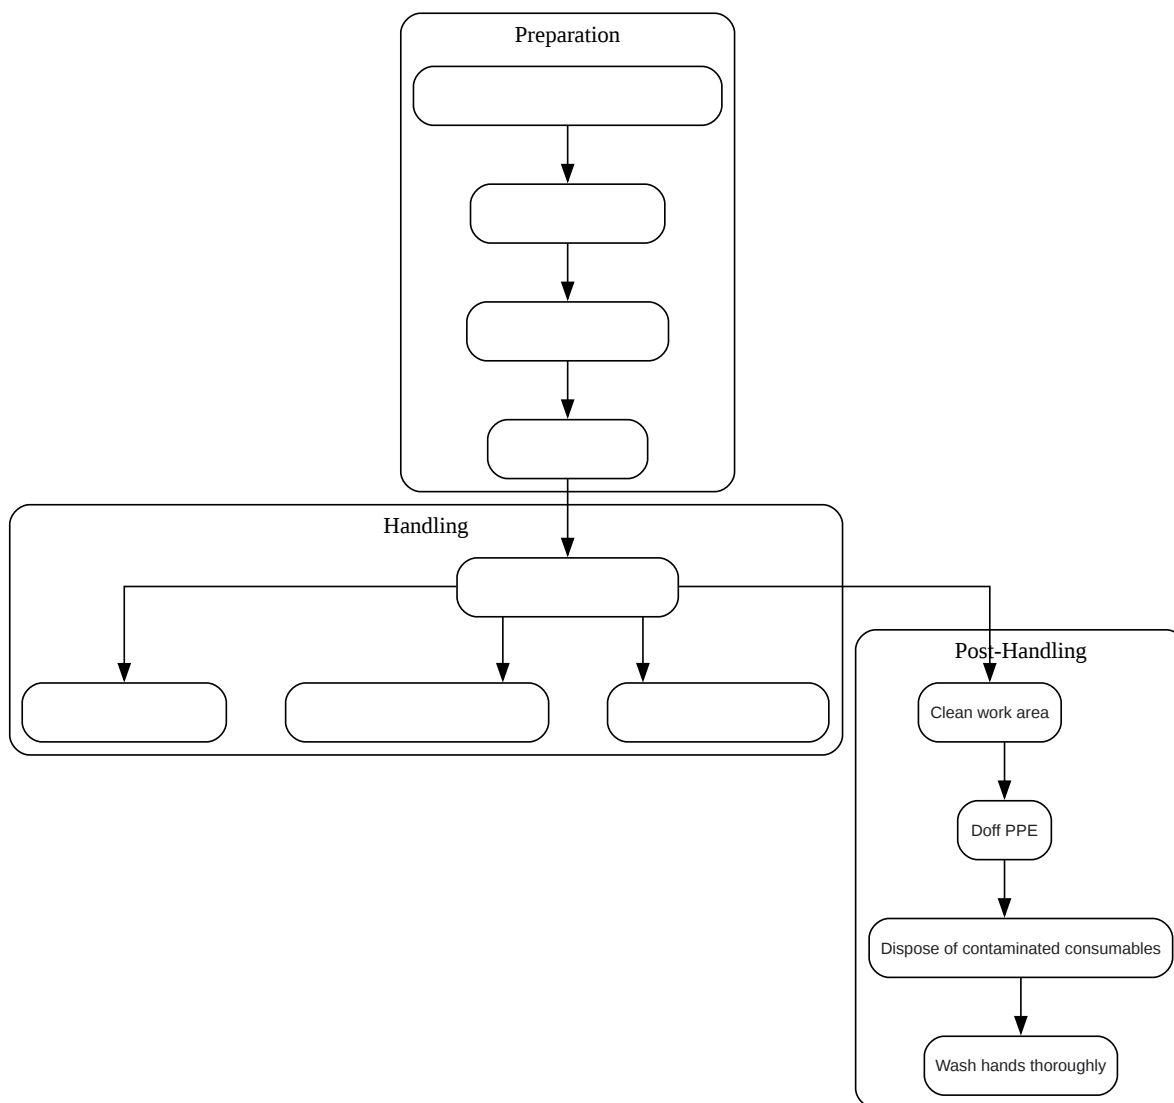 Preparation
Handling
Post-Handling
Clean work area
Doff PPE
Dispose of contaminated consumables
Wash hands thoroughly